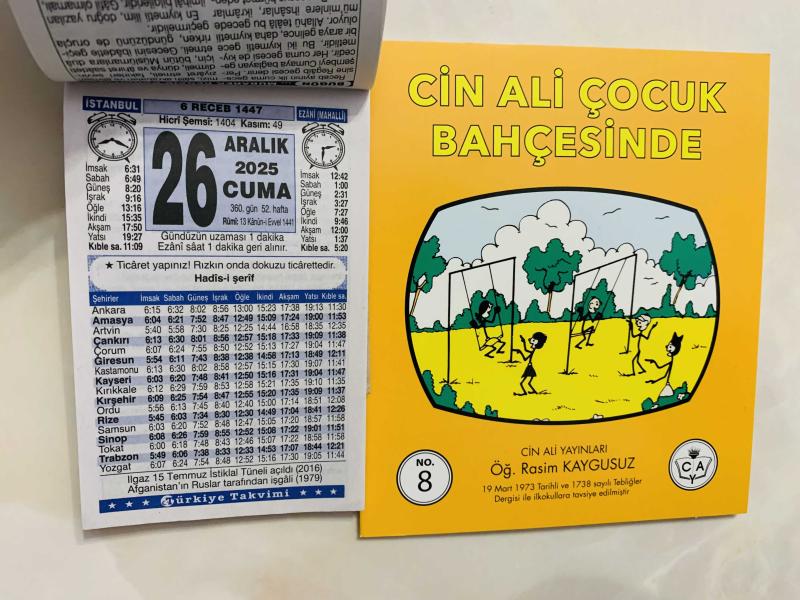 İSTANBUL
6 RECEB 1447
EZÂNÎ (MAHALLÎ)
Hicrî Şemsi: 1404 Kasım: 49
26
ARALIK
2025
CUMA
360. gün 52. hafta
Rûmî: 13 Kânûn-i Evvel 1441
İmsak 6:31
Sabah 6:49
Güneş 8:20
İşrak 9:16
Öğle 13:16
İkindi 15:35
Akşam 17:50
Yatsı 19:27
Kıble sa. 11:09
İmsak 12:42
Sabah 1:00
Güneş 2:31
İşrak 3:27
Öğle 7:27
İkindi 9:46
Akşam 12:00
Yatsı 1:37
Kıble sa. 5:20
Gündüzün uzaması 1 dakika
Ezânî sâat 1 dakika geri alınır.
★ Ticâret yapınız! Rızkın onda dokuzu ticârettedir.
Hadîs-i şerîf
Şehirler İmsak Sabah Güneş İşrak Öğle İkindi Akşam Yatsı Kıble sa.
Ankara 6:15 6:32 8:02 8:56 13:00 15:23 17:38 19:13 11:30
Amasya 6:04 6:21 7:52 8:47 12:49 15:09 17:24 19:00 11:53
Artvin 5:40 5:58 7:30 8:25 12:25 14:44 16:58 18:35 12:35
Çankırı 6:13 6:30 8:01 8:56 12:57 15:18 17:33 19:09 11:38
Çorum 6:07 6:24 7:55 8:50 12:52 15:13 17:27 19:04 11:47
Giresun 5:54 6:11 7:43 8:38 12:38 14:58 17:13 18:49 12:11
Kastamonu 6:13 6:30 8:02 8:58 12:57 15:15 17:30 19:07 11:41
Kayseri 6:03 6:20 7:48 8:41 12:50 15:16 17:31 19:04 11:47
Kırıkkale 6:12 6:29 7:59 8:53 12:58 15:21 17:35 19:10 11:35
Kırşehir 6:09 6:25 7:54 8:47 12:55 15:20 17:35 19:09 11:37
Ordu 5:56 6:13 7:45 8:40 12:40 15:00 17:14 18:51 12:08
Rize 5:45 6:03 7:34 8:30 12:30 14:49 17:04 18:41 12:26
Samsun 6:03 6:20 7:52 8:48 12:47 15:05 17:20 18:57 11:58
Sinop 6:08 6:26 7:59 8:55 12:52 15:08 17:22 19:01 11:51
Tokat 6:00 6:18 7:48 8:43 12:46 15:07 17:22 18:58 11:58
Trabzon 5:49 6:06 7:38 8:33 12:33 14:53 17:07 18:44 12:21
Yozgat 6:07 6:24 7:54 8:48 12:52 15:16 17:30 19:05 11:44
Ilgaz 15 Temmuz İstiklal Tüneli açıldı (2016)
Afganistan'ın Ruslar tarafından işgâli (1979)
Türkiye Takvimi
CİN ALİ ÇOCUK
BAHÇESİNDE
NO.
8
CİN ALİ YAYINLARI
Öğ. Rasim KAYGUSUZ
19 Mart 1973 Tarihli ve 1738 sayılı Tebliğler
Dergisi ile ilkokullara tavsiye edilmiştir
C A
Y